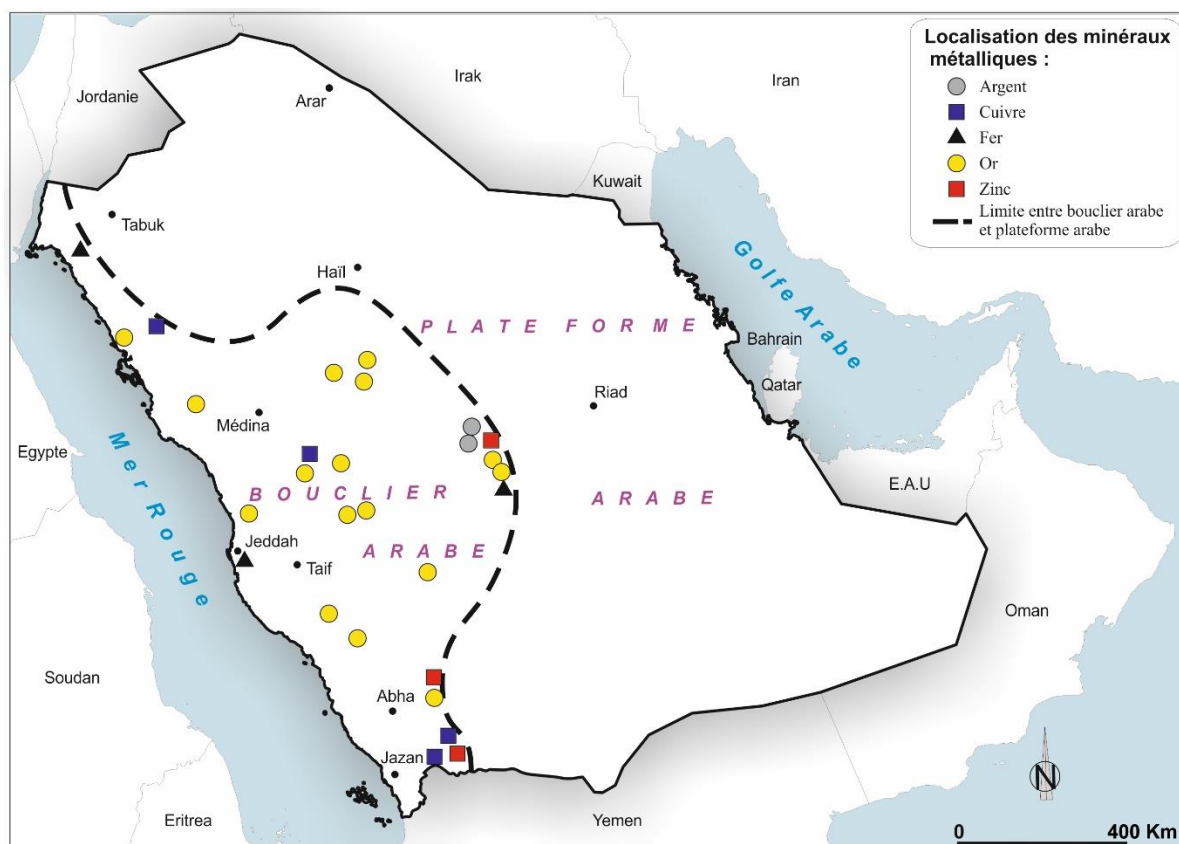 Localisation des minéraux
métalliques :
Argent
Cuivre
Fer
Or
Zinc
Limite entre bouclier arabe
et plateforme arabe
Jordanie
Irak
Iran
Arar
Kuwait
Tabuk
Haïl
Golfe Arabe
PLATE FORME
Bahrain
Qatar
Riad
Médina
Egypte
Mer Rouge
E.A.U
BOUCLIER
ARABE
Jeddah
ARABE
Taif
Oman
Soudan
Abha
Jazan
N
Eritrea
Yemen
0 400 Km